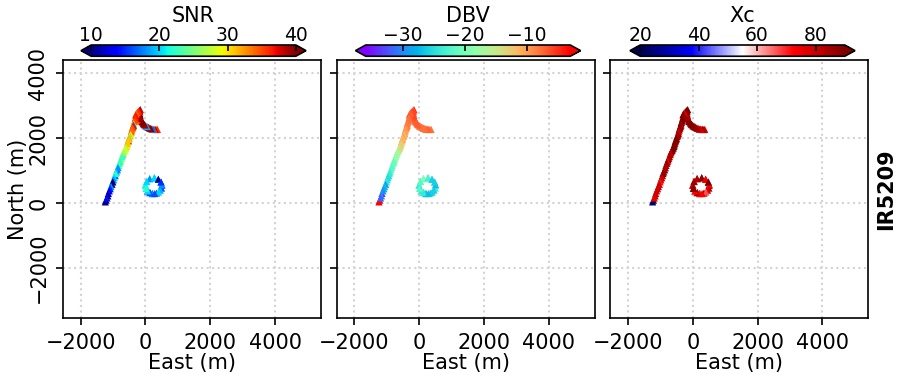 SNR DBV Xc
10 20 30 40 −30 −20 −10 20 40 60 80
4000
2000
0
−2000
North (m)
IR5209
−2000 0 2000 4000 −2000 0 2000 4000 −2000 0 2000 4000
East (m) East (m) East (m)